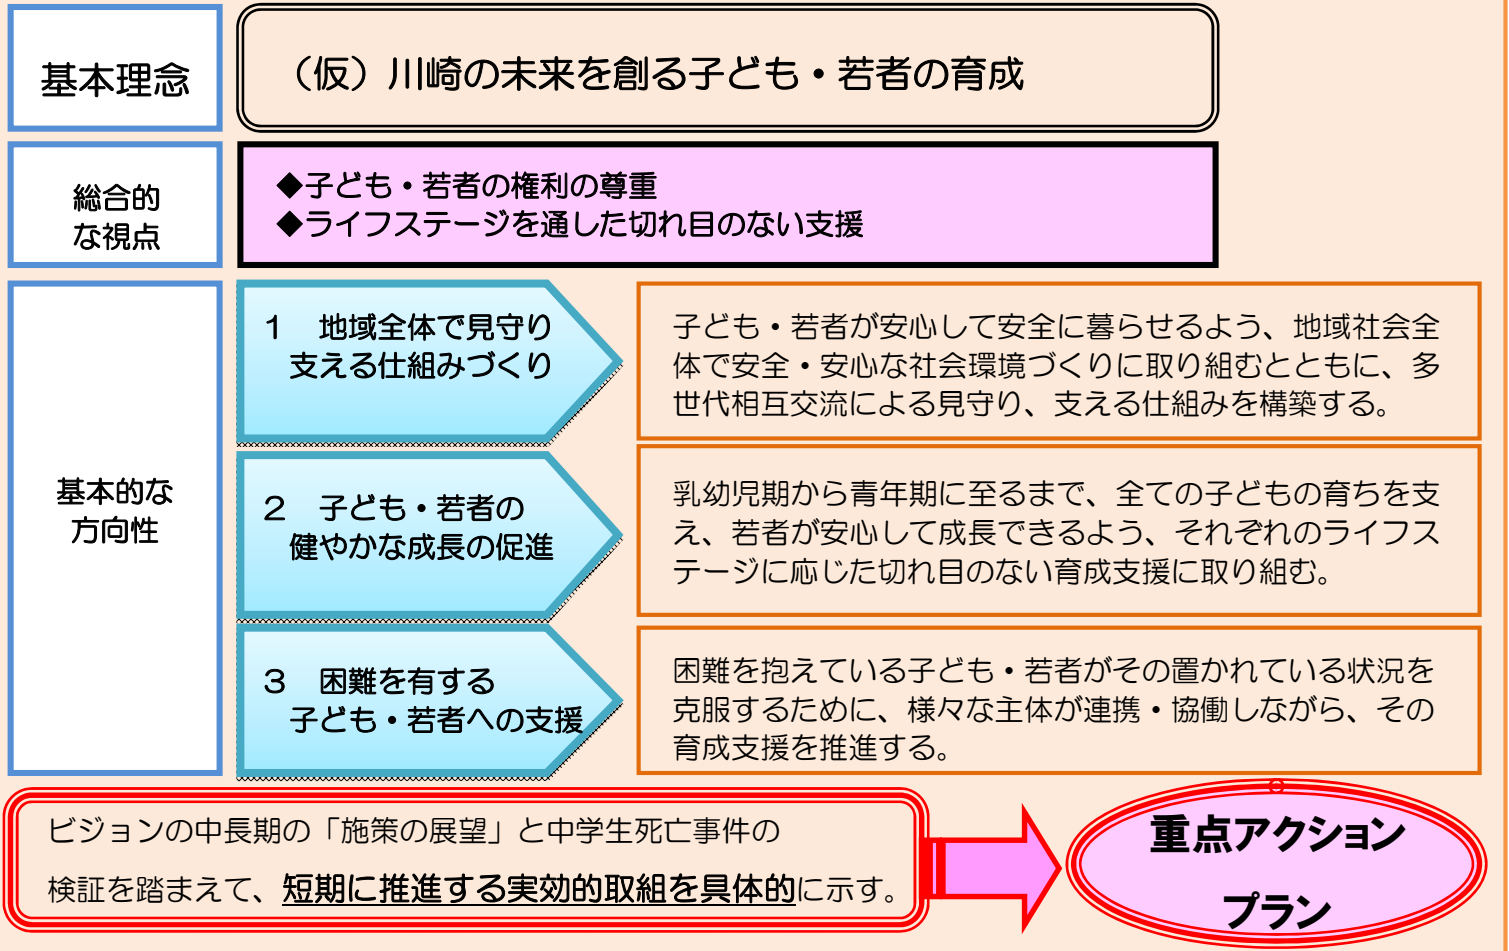 基本理念
（仮）川崎の未来を創る子ども・若者の育成
総合的
な視点
◆子ども・若者の権利の尊重
◆ライフステージを通した切れ目のない支援
基本的な
方向性
１　地域全体で見守り
支える仕組みづくり
子ども・若者が安心して安全に暮らせるよう、地域社会全
体で安全・安心な社会環境づくりに取り組むとともに、多
世代相互交流による見守り、支える仕組みを構築する。
２　子ども・若者の
健やかな成長の促進
乳幼児期から青年期に至るまで、全ての子どもの育ちを支
え、若者が安心して成長できるよう、それぞれのライフス
テージに応じた切れ目のない育成支援に取り組む。
３　困難を有する
子ども・若者への支援
困難を抱えている子ども・若者がその置かれている状況を
克服するために、様々な主体が連携・協働しながら、その
育成支援を推進する。
ビジョンの中長期の「施策の展望」と中学生死亡事件の
検証を踏まえて、短期に推進する実効的取組を具体的に示す。
重点アクション
プラン